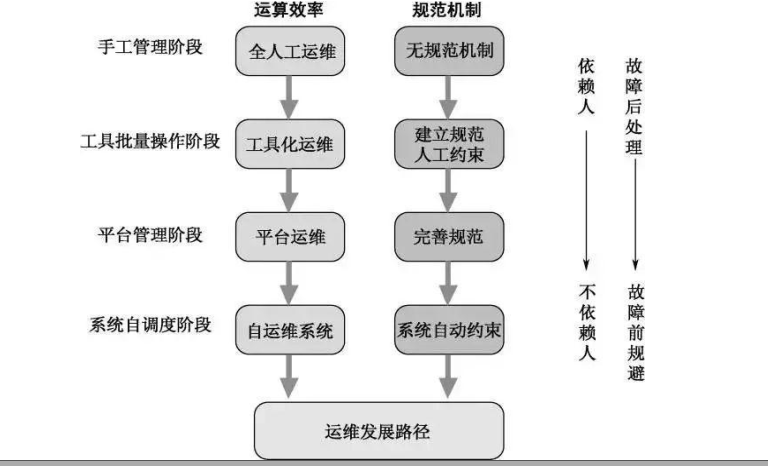 运算效率
规范机制
手工管理阶段
全人工运维
无规范机制
工具批量操作阶段
工具化运维
建立规范
人工约束
平台管理阶段
平台运维
完善规范
系统自调度阶段
自运维系统
系统自动约束
运维发展路径
依赖人
不依赖人
故障后处理
故障前规避